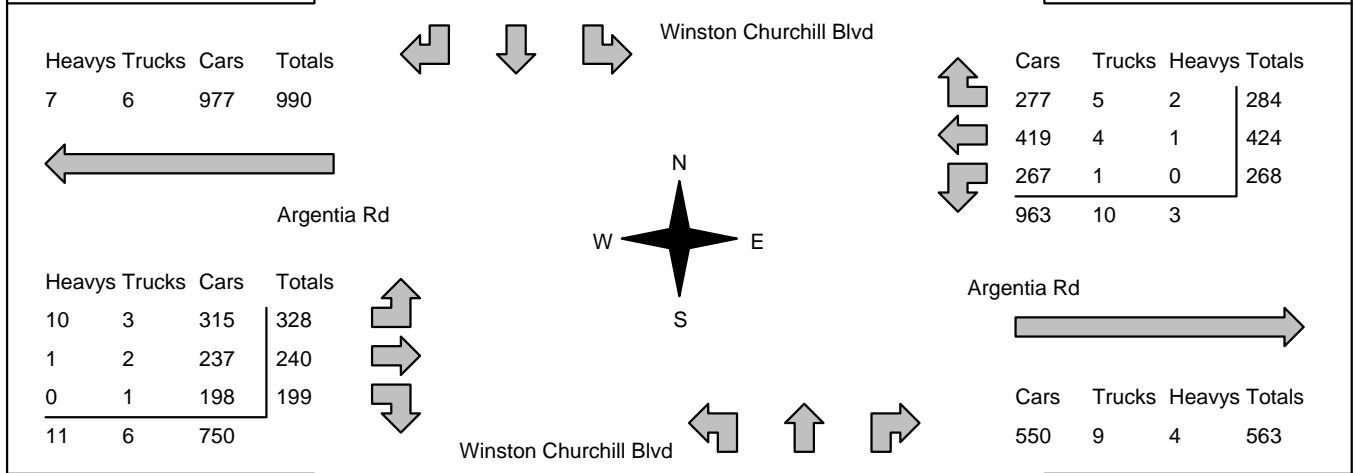 Winston Churchill Blvd
Heavys Trucks Cars Totals
7 6 977 990
Cars Trucks Heavys Totals
277 5 2 284
419 4 1 424
267 1 0 268
963 10 3
Argentia Rd
N
W E
S
Heavys Trucks Cars Totals
10 3 315 328
1 2 237 240
0 1 198 199
11 6 750
Argentia Rd
Cars Trucks Heavys Totals
550 9 4 563
Winston Churchill Blvd